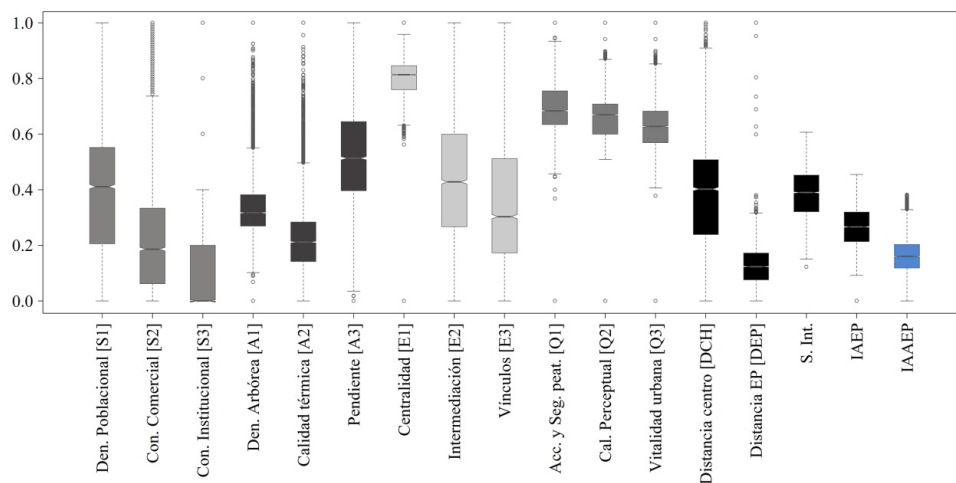 1.0
0.8
0.6
0.4
0.2
0.0
Den. Poblacional [S1]
Con. Comercial [S2]
Con. Institucional [S3]
Den. Arbórea [A1]
Calidad térmica [A2]
Pendiente [A3]
Centralidad [E1]
Intermediación [E2]
Vínculos [E3]
Acc. y Seg. peat. [Q1]
Cal. Perceptual [Q2]
Vitalidad urbana [Q3]
Distancia centro [DCH]
Distancia EP [DEP]
S. Int.
IAEP
IAAEP